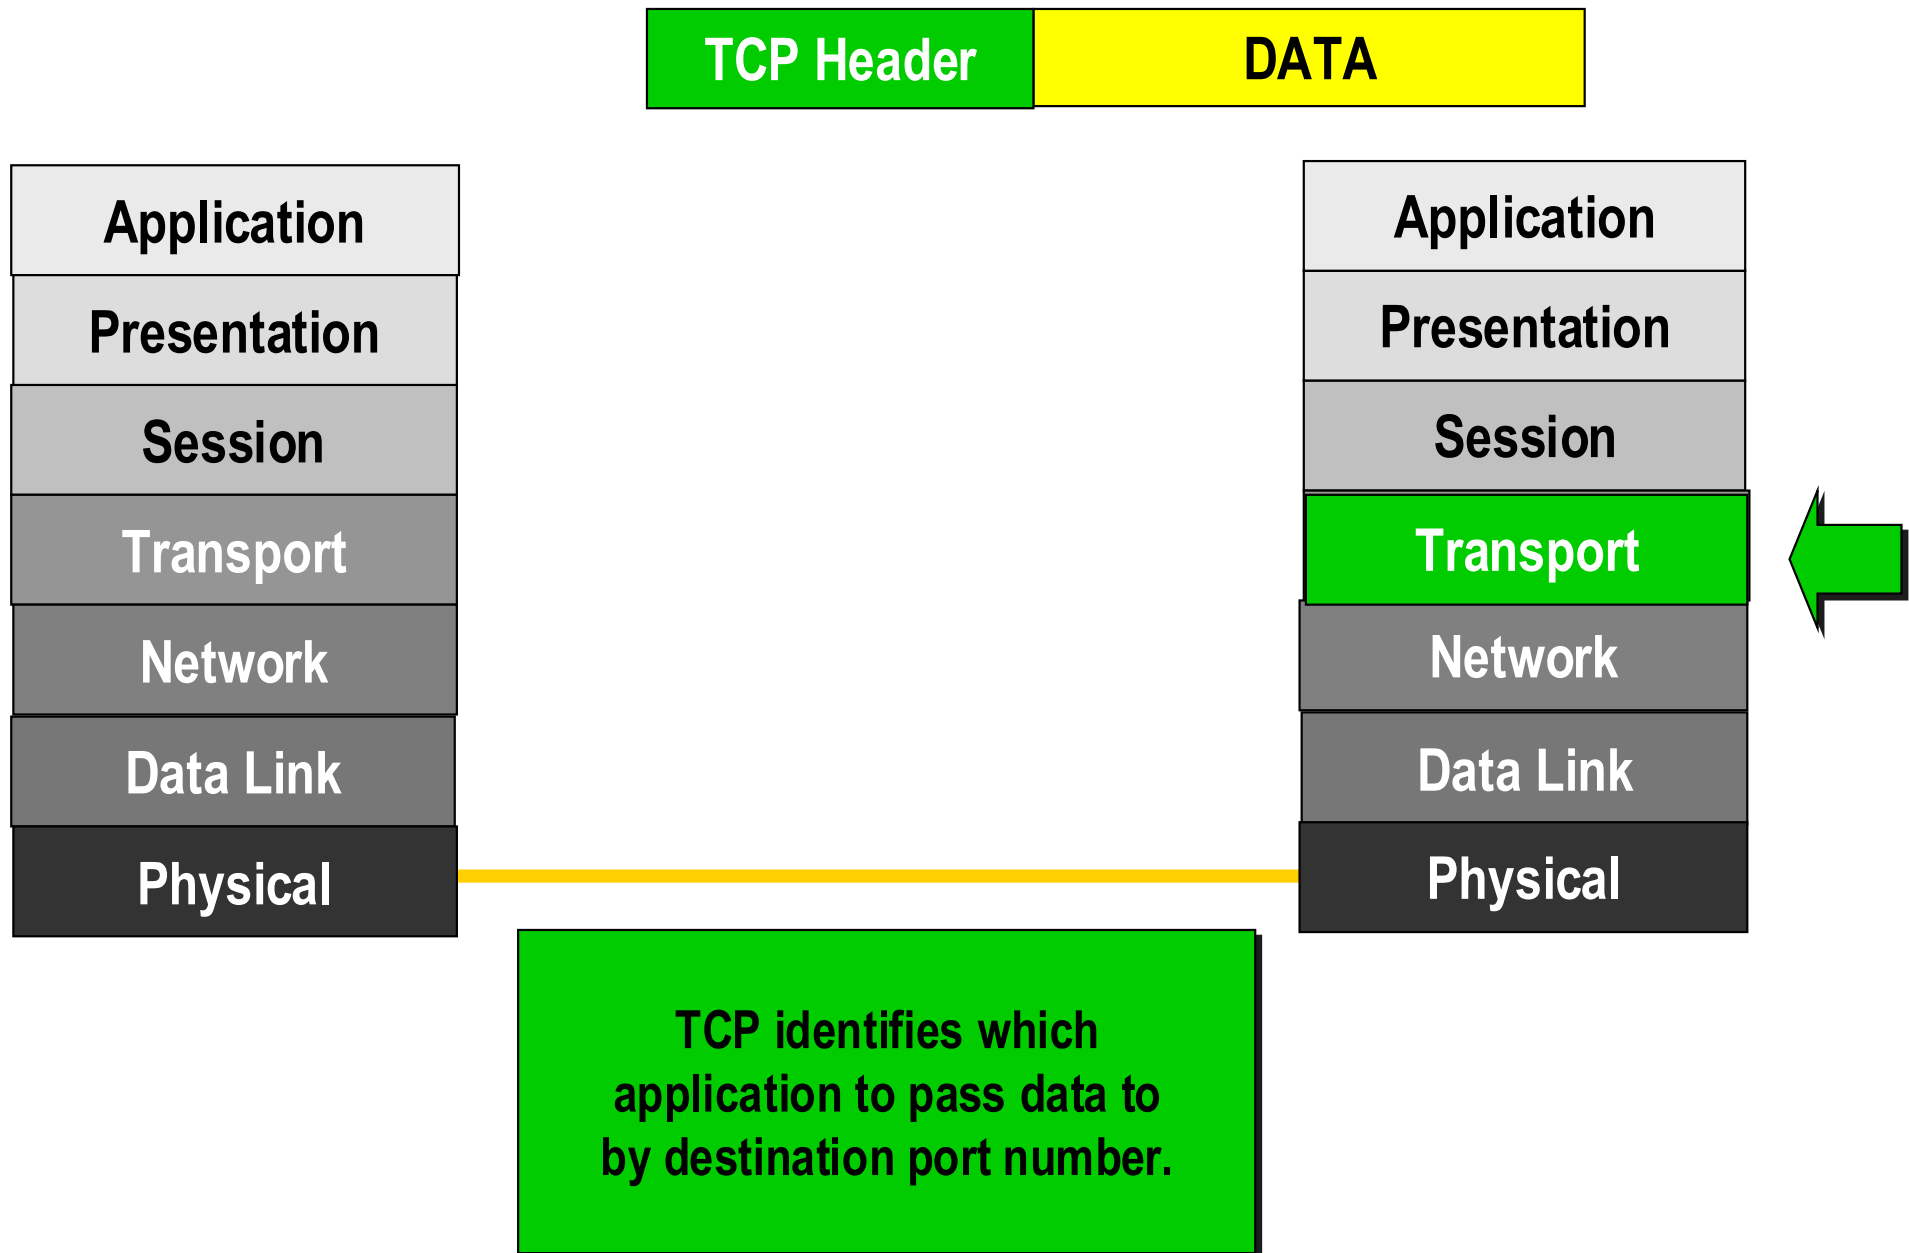 TCP Header
DATA
Application
Presentation
Session
Transport
Network
Data Link
Physical
Application
Presentation
Session
Transport
Network
Data Link
Physical
TCP identifies which
application to pass data to
by destination port number.